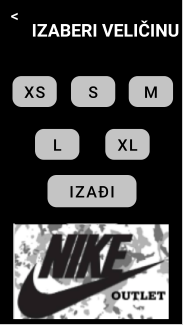 <
IZABERI VELIČINU
XS S M
L XL
IZAĐI
NIKE
OUTLET